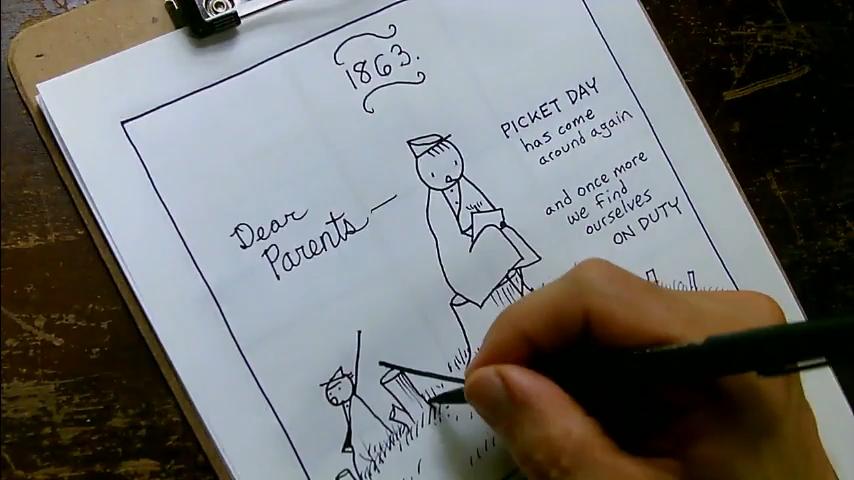 1863.
Dear
Parents
PICKET DAY
has come
around again
and once more
we find
ourselves
ON DUTY